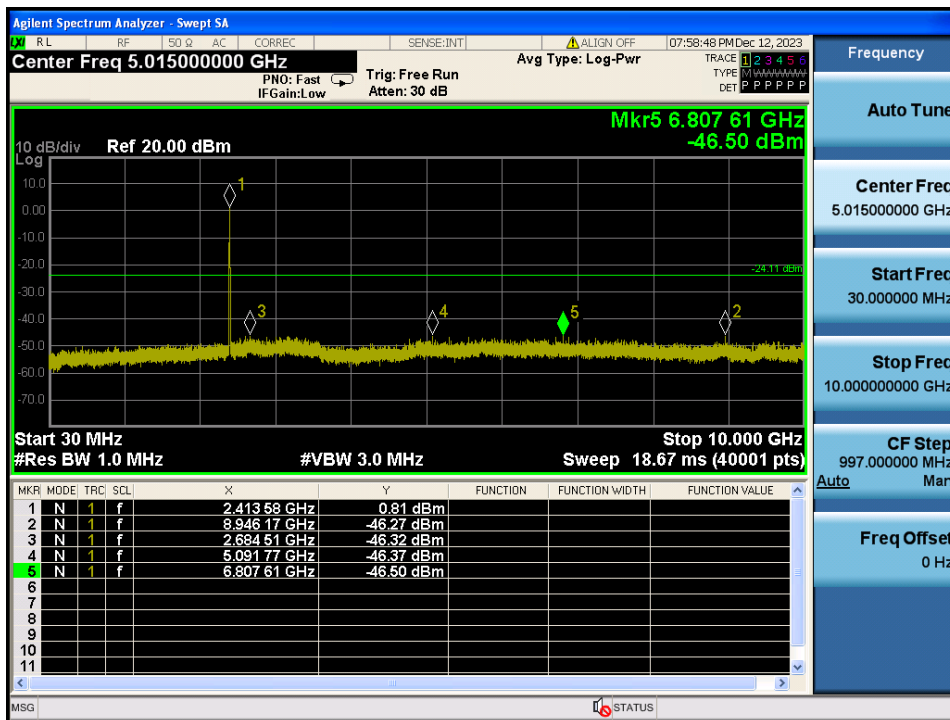 Agilent Spectrum Analyzer - Swept SA
LXI RL RF 50 Ω AC CORREC SENSE:INT ALIGN OFF 07:58:48 PM Dec 12, 2023
Center Freq 5.015000000 GHz
PNO: Fast
IFGain:Low
Trig: Free Run
Atten: 30 dB
Avg Type: Log-Pwr
TRACE 1 2 3 4 5 6
TYPE M WWWWW
DET P P P P P P
Mkr5 6.807 61 GHz
-46.50 dBm
10 dB/div
Log
Ref 20.00 dBm
10.0
0.00
-10.0
-20.0
-30.0
-40.0
-50.0
-60.0
-70.0
-24.11 dBm
1
3
4
5
2
Start 30 MHz
Stop 10.000 GHz
#Res BW 1.0 MHz
#VBW 3.0 MHz
Sweep 18.67 ms (40001 pts)
MKR MODE TRC SCL X Y FUNCTION FUNCTION WIDTH FUNCTION VALUE
1 N 1 f 2.413 58 GHz 0.81 dBm
2 N 1 f 8.946 17 GHz -46.27 dBm
3 N 1 f 2.684 51 GHz -46.32 dBm
4 N 1 f 5.091 77 GHz -46.37 dBm
5 N 1 f 6.807 61 GHz -46.50 dBm
6
7
8
9
10
11
MSG
STATUS
Frequency
Auto Tune
Center Freq
5.015000000 GHz
Start Freq
30.000000 MHz
Stop Freq
10.000000000 GHz
CF Step
997.000000 MHz
Auto Man
Freq Offset
0 Hz